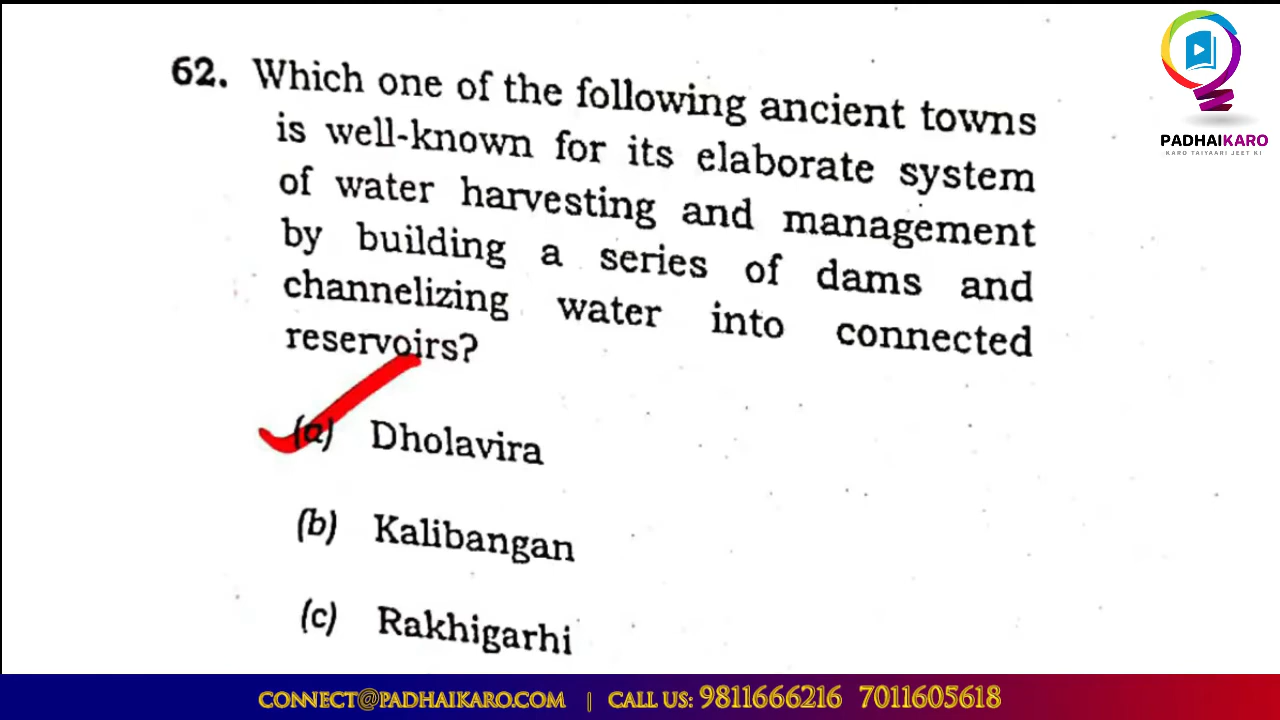 62. Which one of the following ancient towns
is well-known for its elaborate system
of water harvesting and management
by building a series of dams and
channelizing water into connected
reservoirs?
(a) Dholavira
(b) Kalibangan
(c) Rakhigarhi
PADHAIKARO
KARO TAIYAARI JEET KI
CONNECT@PADHAIKARO.COM | CALL US: 9811666216 7011605618